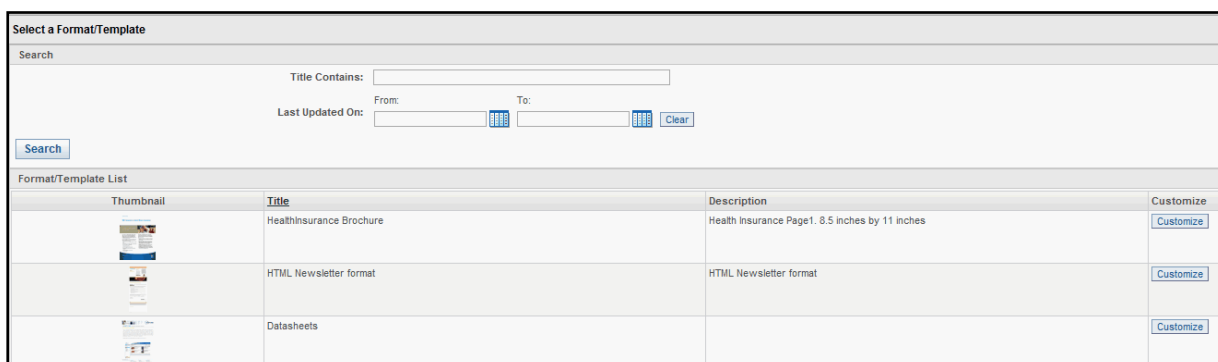 Select a Format/Template
Search
Title Contains:
From: To:
Last Updated On: Clear
Search
Format/Template List
Thumbnail Title Description Customize
HealthInsurance Brochure Health Insurance Page1. 8.5 inches by 11 inches Customize
HTML Newsletter format HTML Newsletter format Customize
Datasheets Customize